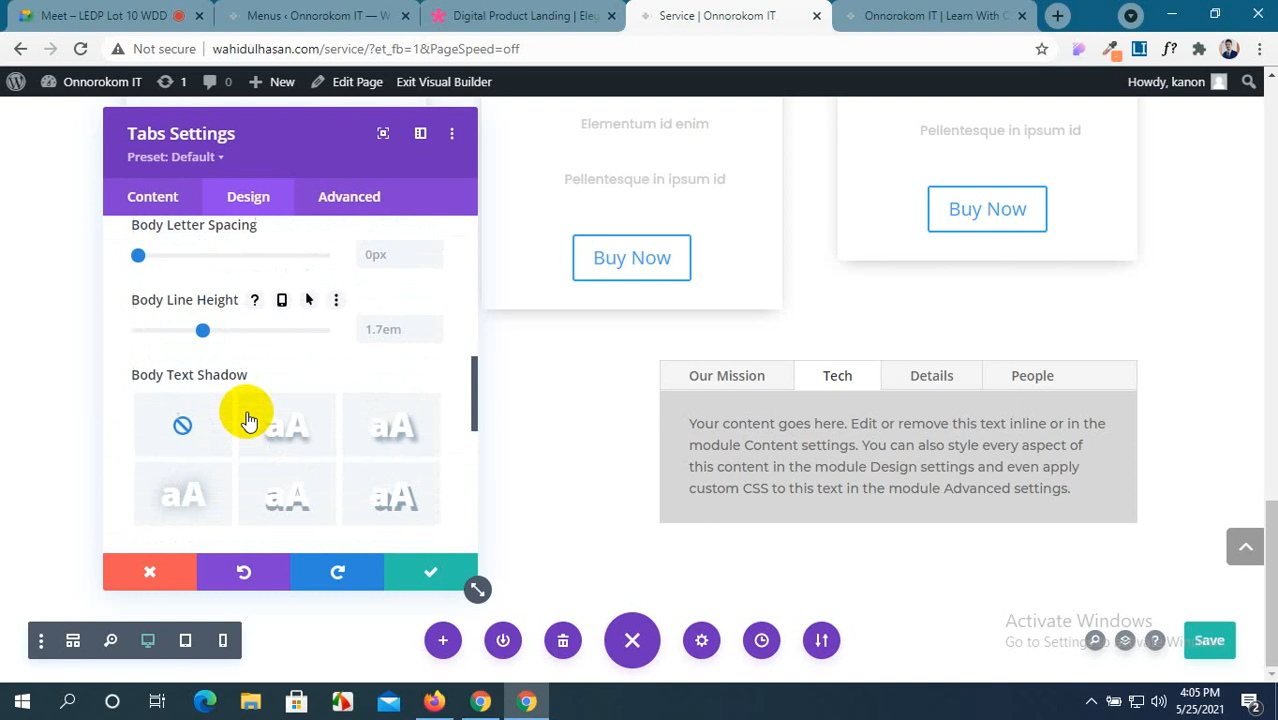 Meet – LEDP Lot 10 WDD
Menus ‹ Onnorokom IT — W
Digital Product Landing | Eleg
Service | Onnorokom IT
Onnorokom IT | Learn With O
Not secure
wahidulhasan.com/service/?et_fb=1&PageSpeed=off
Onnorokom IT
1
0
New
Edit Page
Exit Visual Builder
Howdy, kanon
Tabs Settings
Preset: Default
Content
Design
Advanced
Body Letter Spacing
0px
Body Line Height
1.7em
Body Text Shadow
aA
aA
aA
aA
aA
Elementum id enim
Pellentesque in ipsum id
Buy Now
Pellentesque in ipsum id
Buy Now
Our Mission
Tech
Details
People
Your content goes here. Edit or remove this text inline or in the
module Content settings. You can also style every aspect of
this content in the module Design settings and even apply
custom CSS to this text in the module Advanced settings.
Activate Windows
Go to Settin
Save
4:05 PM
5/25/2021
2